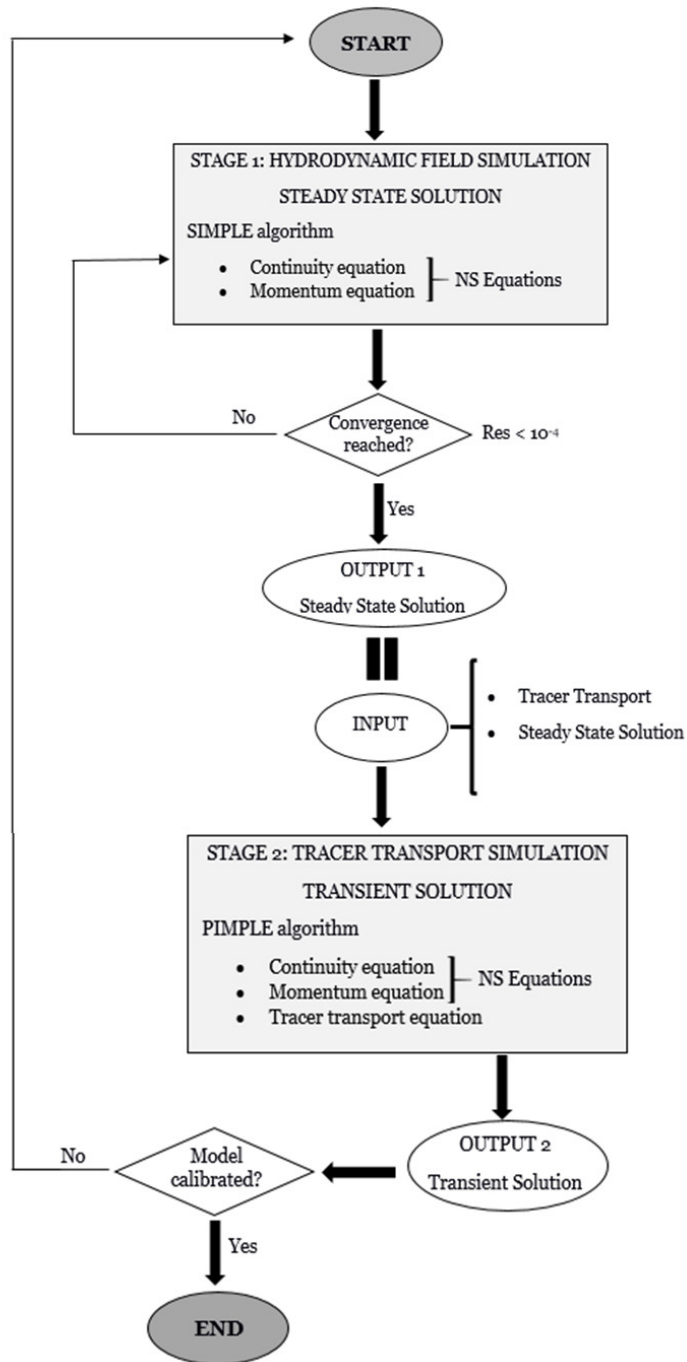 START
STAGE 1: HYDRODYNAMIC FIELD SIMULATION
STEADY STATE SOLUTION
SIMPLE algorithm
• Continuity equation
• Momentum equation
NS Equations
No
Convergence
reached?
Res < 10⁻⁴
Yes
OUTPUT 1
Steady State Solution
INPUT
• Tracer Transport
• Steady State Solution
STAGE 2: TRACER TRANSPORT SIMULATION
TRANSIENT SOLUTION
PIMPLE algorithm
• Continuity equation
• Momentum equation
NS Equations
• Tracer transport equation
OUTPUT 2
Transient Solution
No
Model
calibrated?
Yes
END